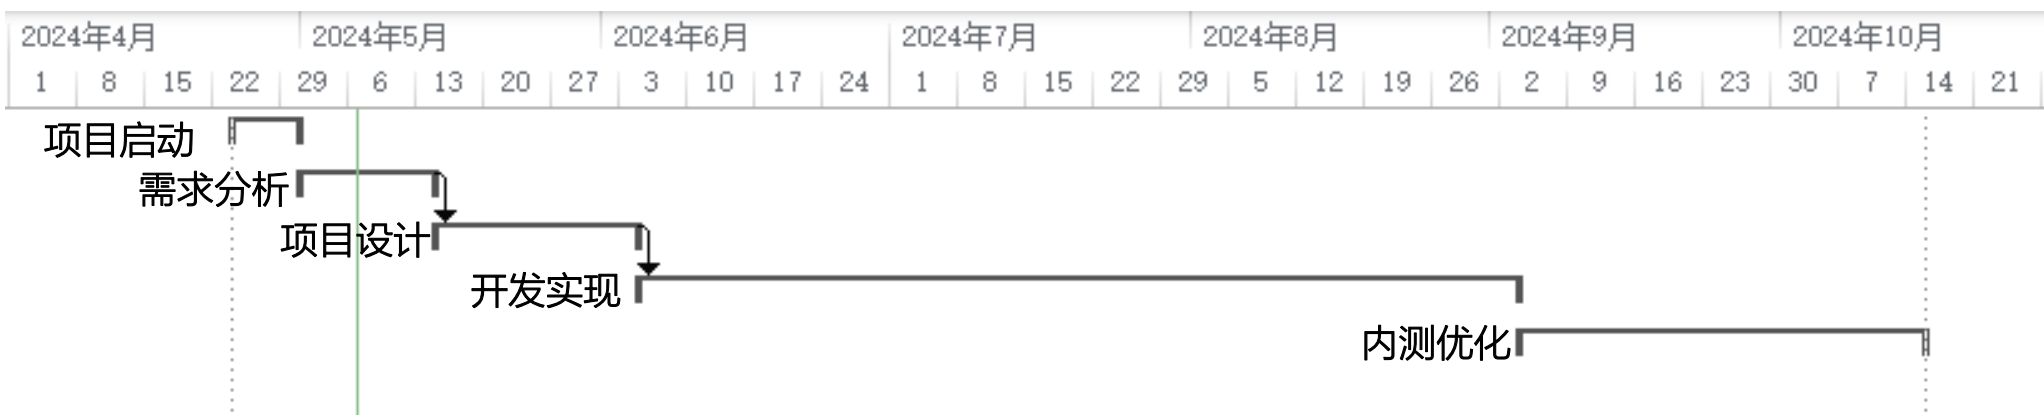 2024年4月 2024年5月 2024年6月 2024年7月 2024年8月 2024年9月 2024年10月
1 8 15 22 29 6 13 20 27 3 10 17 24 1 8 15 22 29 5 12 19 26 2 9 16 23 30 7 14 21
项目启动
需求分析
项目设计
开发实现
内测优化